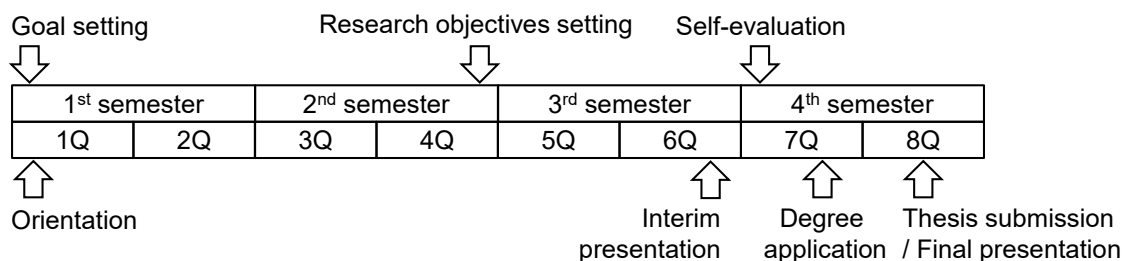 Goal setting
Research objectives setting
Self-evaluation
1st semester
2nd semester
3rd semester
4th semester
1Q
2Q
3Q
4Q
5Q
6Q
7Q
8Q
Orientation
Interim
presentation
Degree
application
Thesis submission
/ Final presentation